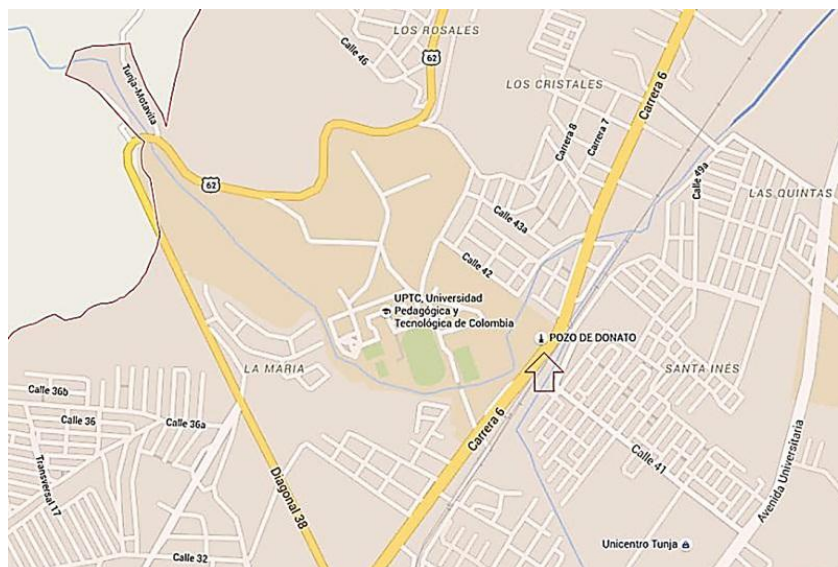 LOS ROSALES
Calle 46
62
Carrera 6
LOS CRISTALES
Tunja-Motavita
Carrera 8
Carrera 7
Calle 49a
LAS QUINTAS
62
Calle 43a
Calle 42
UPTC, Universidad
Pedagógica y
Tecnológica de Colombia
POZO DE DONATO
LA MARIA
SANTA INÉS
Calle 36b
Calle 36
Calle 36a
Carrera 6
Calle 41
Avenida Universitaria
Transversal 17
Diagonal 38
Calle 32
Unicentro Tunja